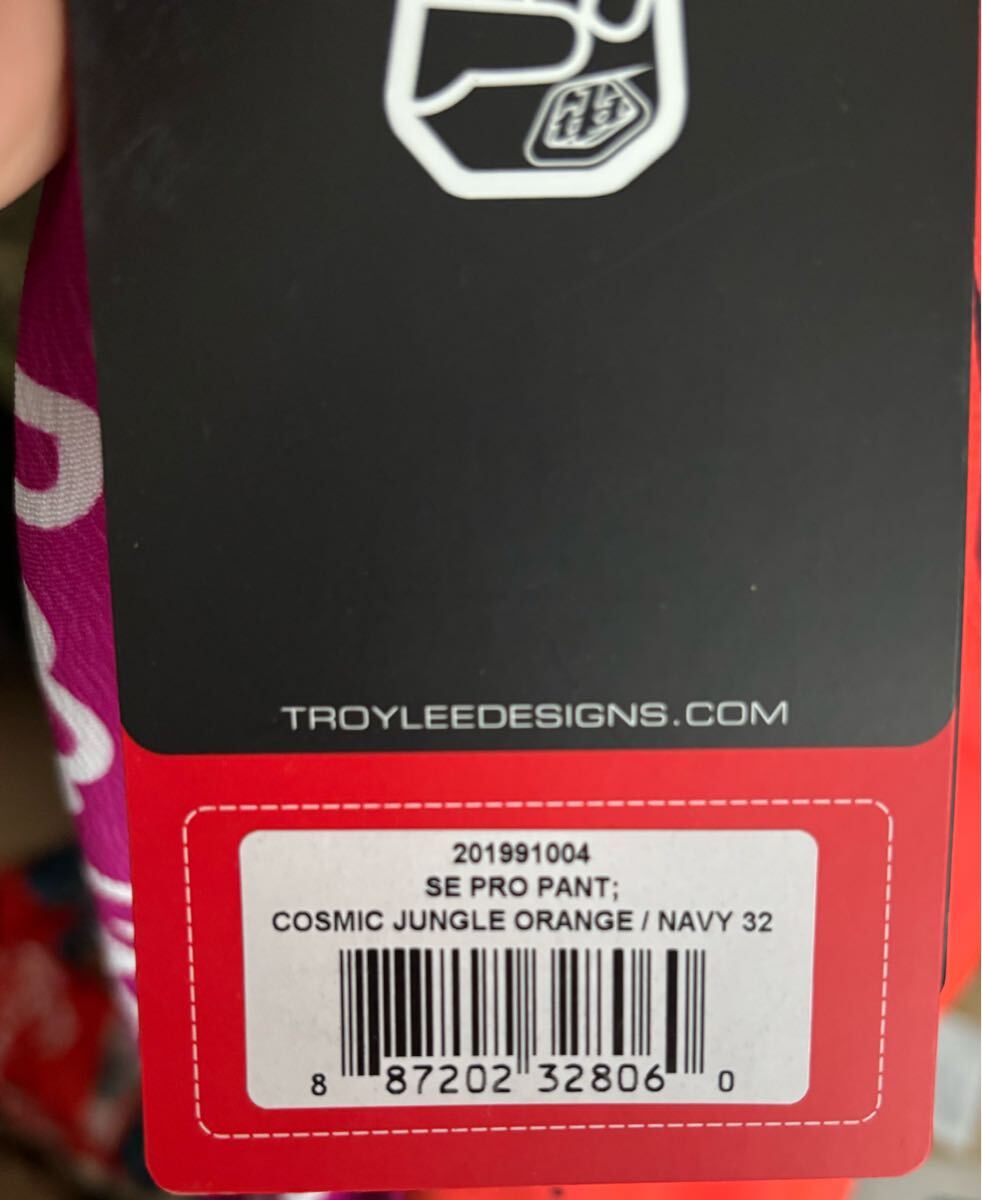 TROYLEEDESIGNS.COM
201991004
SE PRO PANT;
COSMIC JUNGLE ORANGE / NAVY 32
8 87202 32806 0